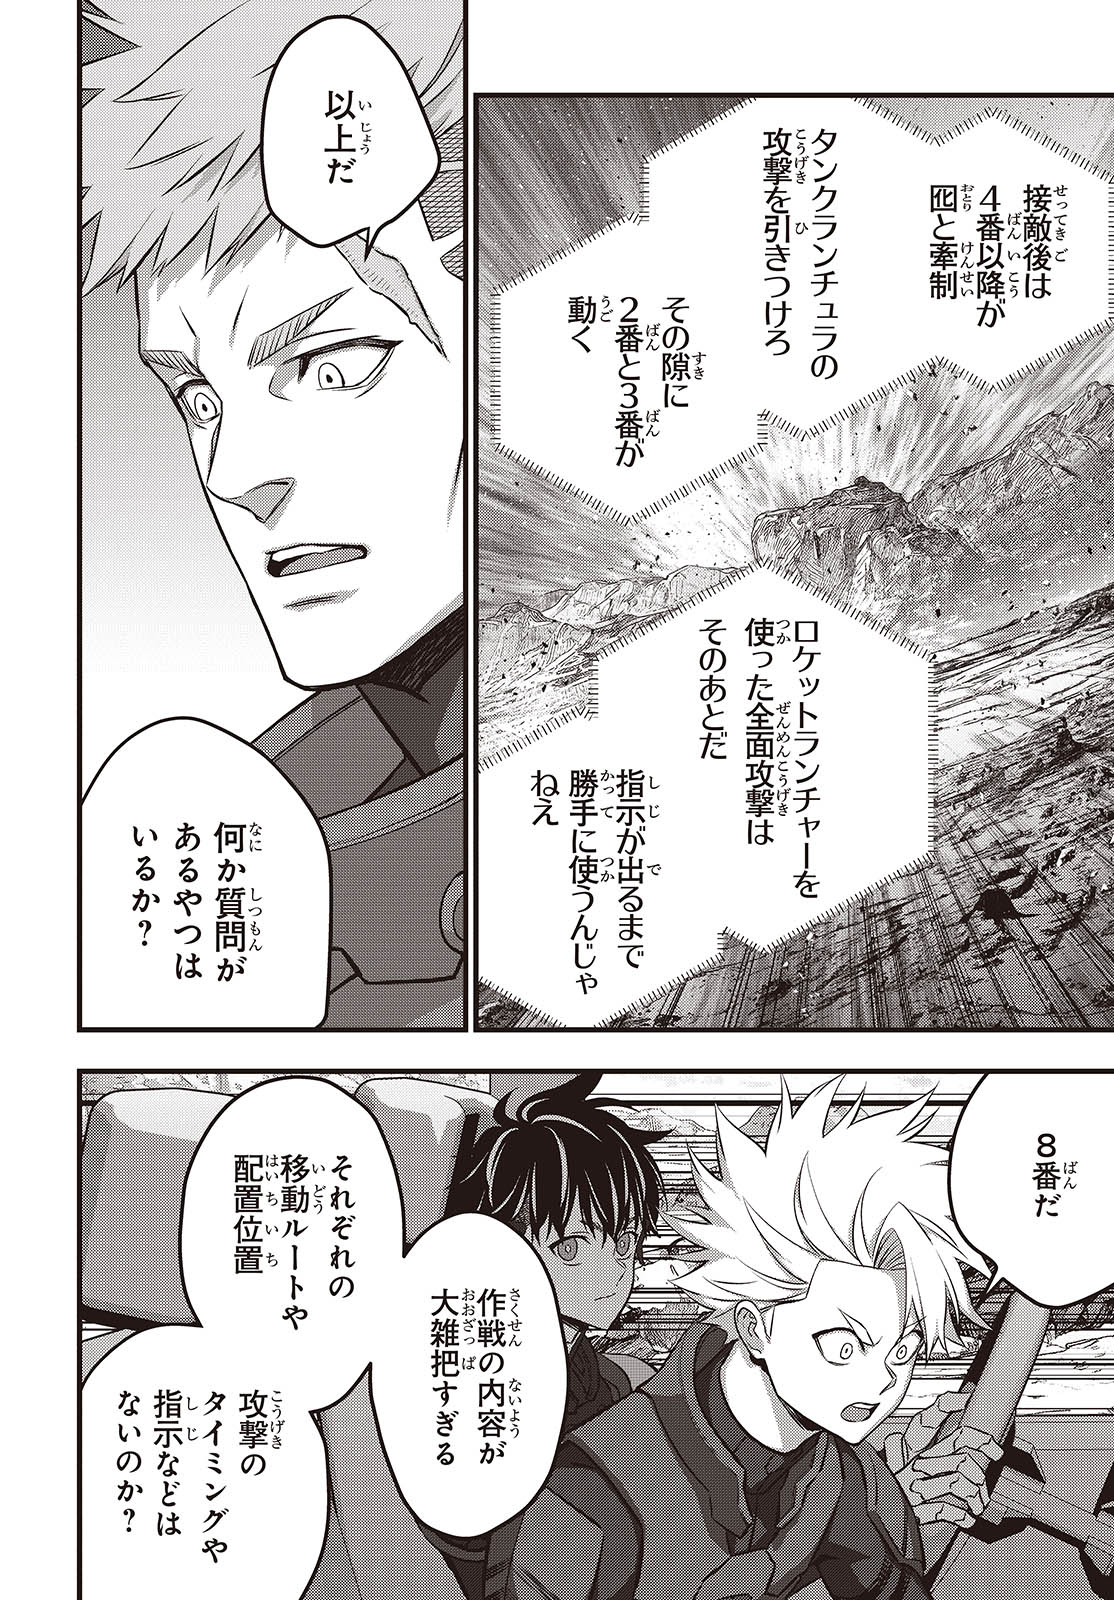 接敵後は
4番以降が
囮と牽制
タンクランチュラの
攻撃を引きつけろ
その隙に
2番と3番が
動く
ロケットランチャーを
使った全面攻撃は
そのあとだ
指示が出るまで
勝手に使うんじゃ
ねえ
以上だ
何か質問が
あるやつは
いるか?
8番だ
作戦の内容が
大雑把すぎる
それぞれの
移動ルートや
配置位置
攻撃の
タイミングや
指示などは
ないのか?